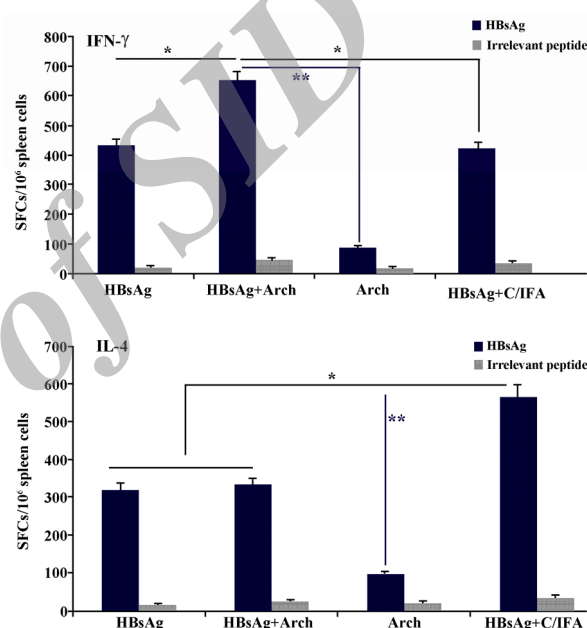 IFN-γ
HBsAg
Irrelevant peptide
* * **
SFCs/10⁶ spleen cells
800
700
600
500
400
300
200
100
0
HBsAg HBsAg+Arch Arch HBsAg+C/IFA
of SID
IL-4
HBsAg
Irrelevant peptide
* **
SFCs/10⁶ spleen cells
700
600
500
400
300
200
100
0
HBsAg HBsAg+Arch Arch HBsAg+C/IFA